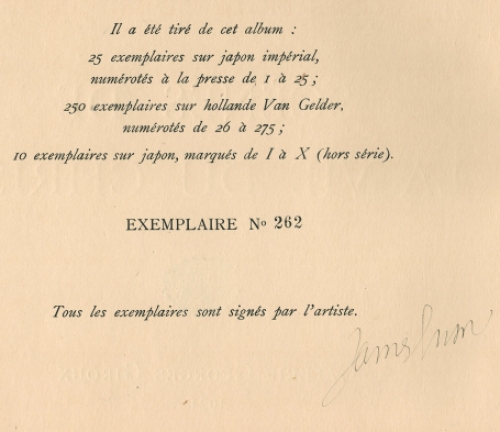 Il a été tiré de cet album :
25 exemplaires sur japon impérial,
numérotés à la presse de 1 à 25 ;
250 exemplaires sur hollande Van Gelder,
numérotés de 26 à 275 ;
10 exemplaires sur japon, marqués de I à X (hors série).
EXEMPLAIRE No 262
Tous les exemplaires sont signés par l'artiste.
James